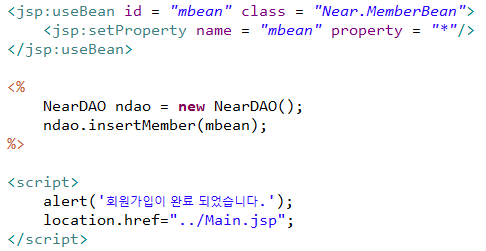 <jsp:useBean id = "mbean" class = "Near.MemberBean">
    <jsp:setProperty name = "mbean" property = "*"/>
</jsp:useBean>

<%
    NearDAO ndao = new NearDAO();
    ndao.insertMember(mbean);
%>

<script>
    alert('회원가입이 완료 되었습니다.');
    location.href="../Main.jsp";
</script>